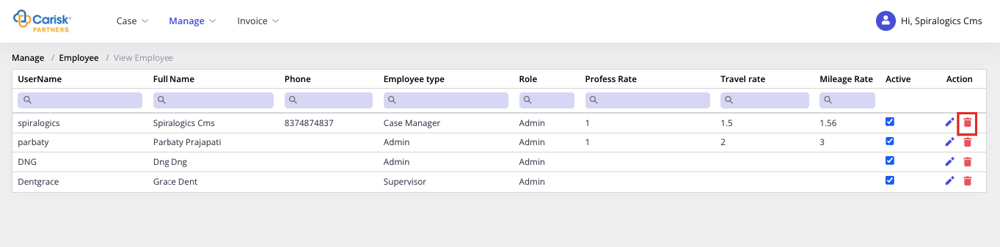 Carisk PARTNERS Case Manage Invoice Hi, Spiralogics Cms
Manage / Employee / View Employee
UserName Full Name Phone Employee type Role Profess Rate Travel rate Mileage Rate Active Action
spiralogics Spiralogics Cms 8374874837 Case Manager Admin 1 1.5 1.56
parbaty Parbaty Prajapati Admin Admin 1 2 3
DNG Dng Dng Admin Admin
Dentgrace Grace Dent Supervisor Admin